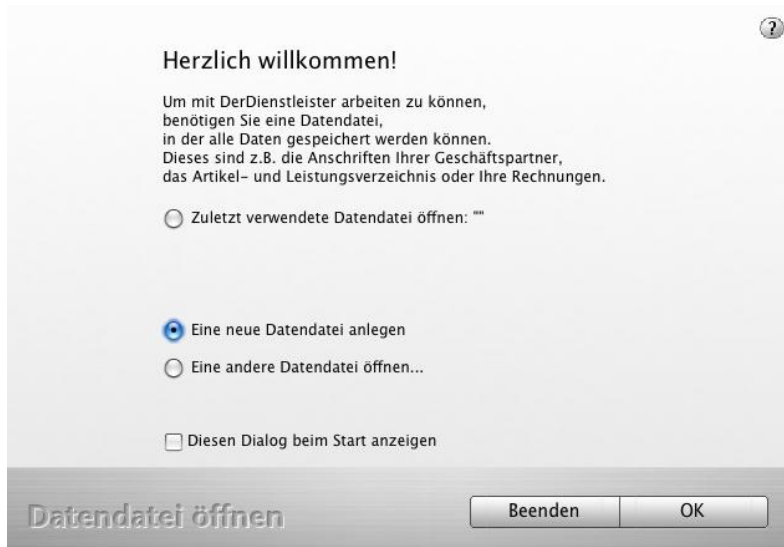 ?
Herzlich willkommen!
Um mit DerDienstleister arbeiten zu können,
benötigen Sie eine Datendatei,
in der alle Daten gespeichert werden können.
Dieses sind z.B. die Anschriften Ihrer Geschäftspartner,
das Artikel- und Leistungsverzeichnis oder Ihre Rechnungen.
Zuletzt verwendete Datendatei öffnen: ""
Eine neue Datendatei anlegen
Eine andere Datendatei öffnen...
Diesen Dialog beim Start anzeigen
Datendatei öffnen
Beenden
OK